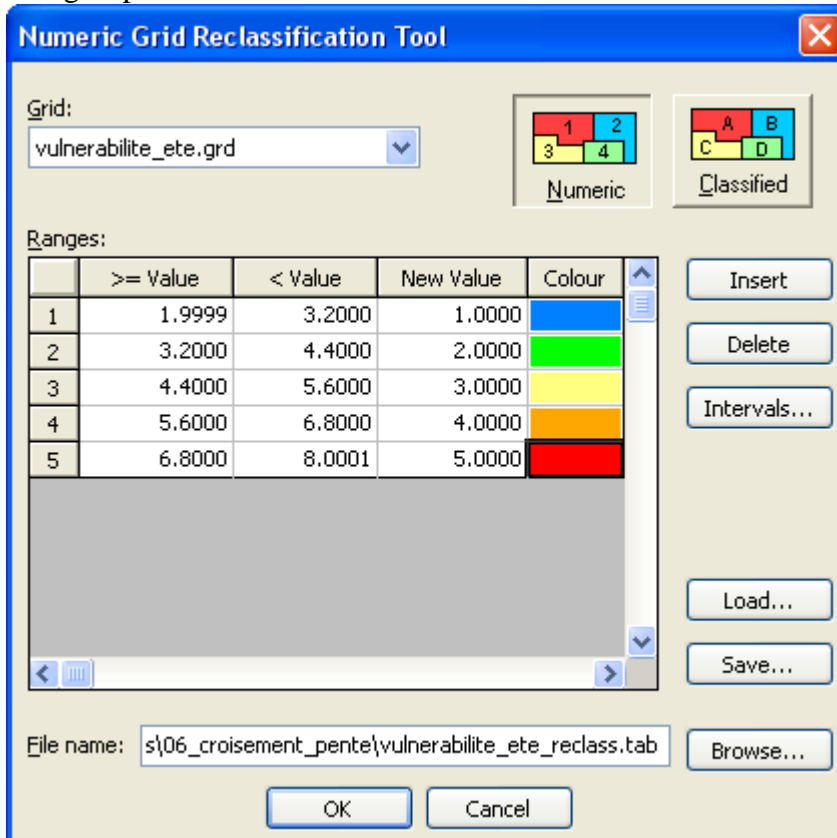 Numeric Grid Reclassification Tool
Grid:
vulnerabilite_ete.grd
1 2
3 4
Numeric
A B
C D
Classified
Ranges:
>= Value < Value New Value Colour
1 1.9999 3.2000 1.0000
2 3.2000 4.4000 2.0000
3 4.4000 5.6000 3.0000
4 5.6000 6.8000 4.0000
5 6.8000 8.0001 5.0000
Insert
Delete
Intervals...
Load...
Save...
File name: s\06_croisement_pente\vulnerabilite_ete_reclass.tab Browse...
OK Cancel